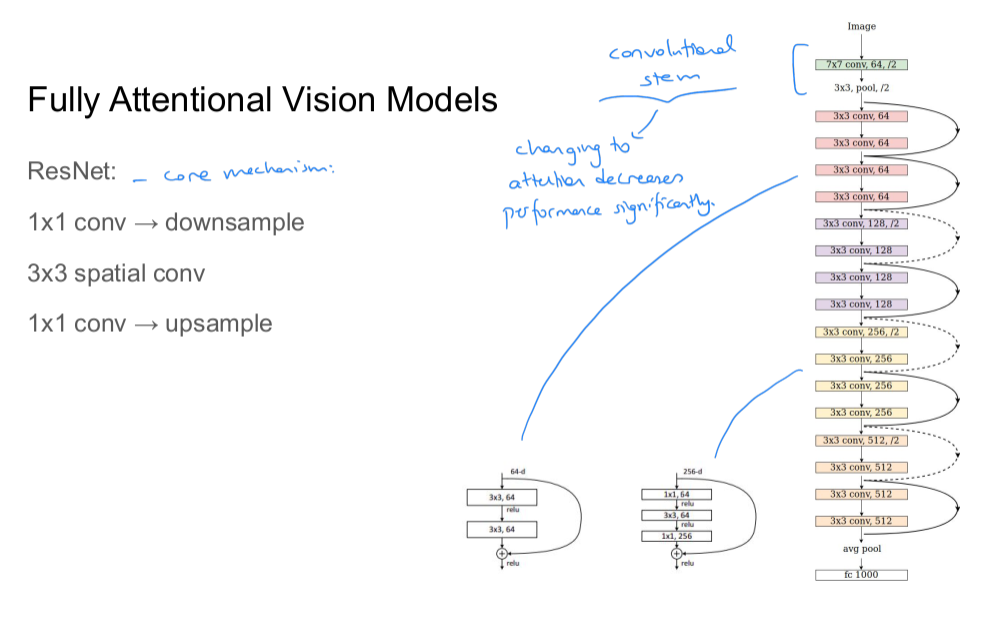 Fully Attentional Vision Models
ResNet: – core mechanism:
1x1 conv → downsample
3x3 spatial conv
1x1 conv → upsample
convolutional
stem
changing to
attention decreases
performance significantly.
64-d
3x3, 64
relu
3x3, 64
+
relu
256-d
1x1, 64
relu
3x3, 64
relu
1x1, 256
+
relu
Image
7x7 conv, 64, /2
3x3, pool, /2
3x3 conv, 64
3x3 conv, 64
3x3 conv, 64
3x3 conv, 64
3x3 conv, 128, /2
3x3 conv, 128
3x3 conv, 128
3x3 conv, 128
3x3 conv, 256, /2
3x3 conv, 256
3x3 conv, 256
3x3 conv, 256
3x3 conv, 512, /2
3x3 conv, 512
3x3 conv, 512
3x3 conv, 512
avg pool
fc 1000